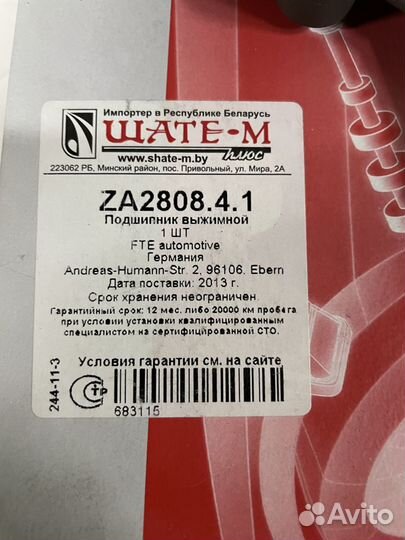 Импортер в Республике Беларусь
ШАТЕ-М
плюс
www.shate-m.by
223062 РБ, Минский район, пос. Привольный, ул. Мира, 2А
ZA2808.4.1
Подшипник выжимной
1 ШТ
FTE automotive
Германия
Andreas-Humann-Str. 2, 96106. Ebern
Дата поставки: 2013 г.
Срок хранения неограничен.
Гарантийный срок: 12 мес. либо 20000 км пробега
при условии установки квалифицированным
специалистом на сертифицированной СТО.
Условия гарантии см. на сайте
244-11-3
СТР
683115
Avito